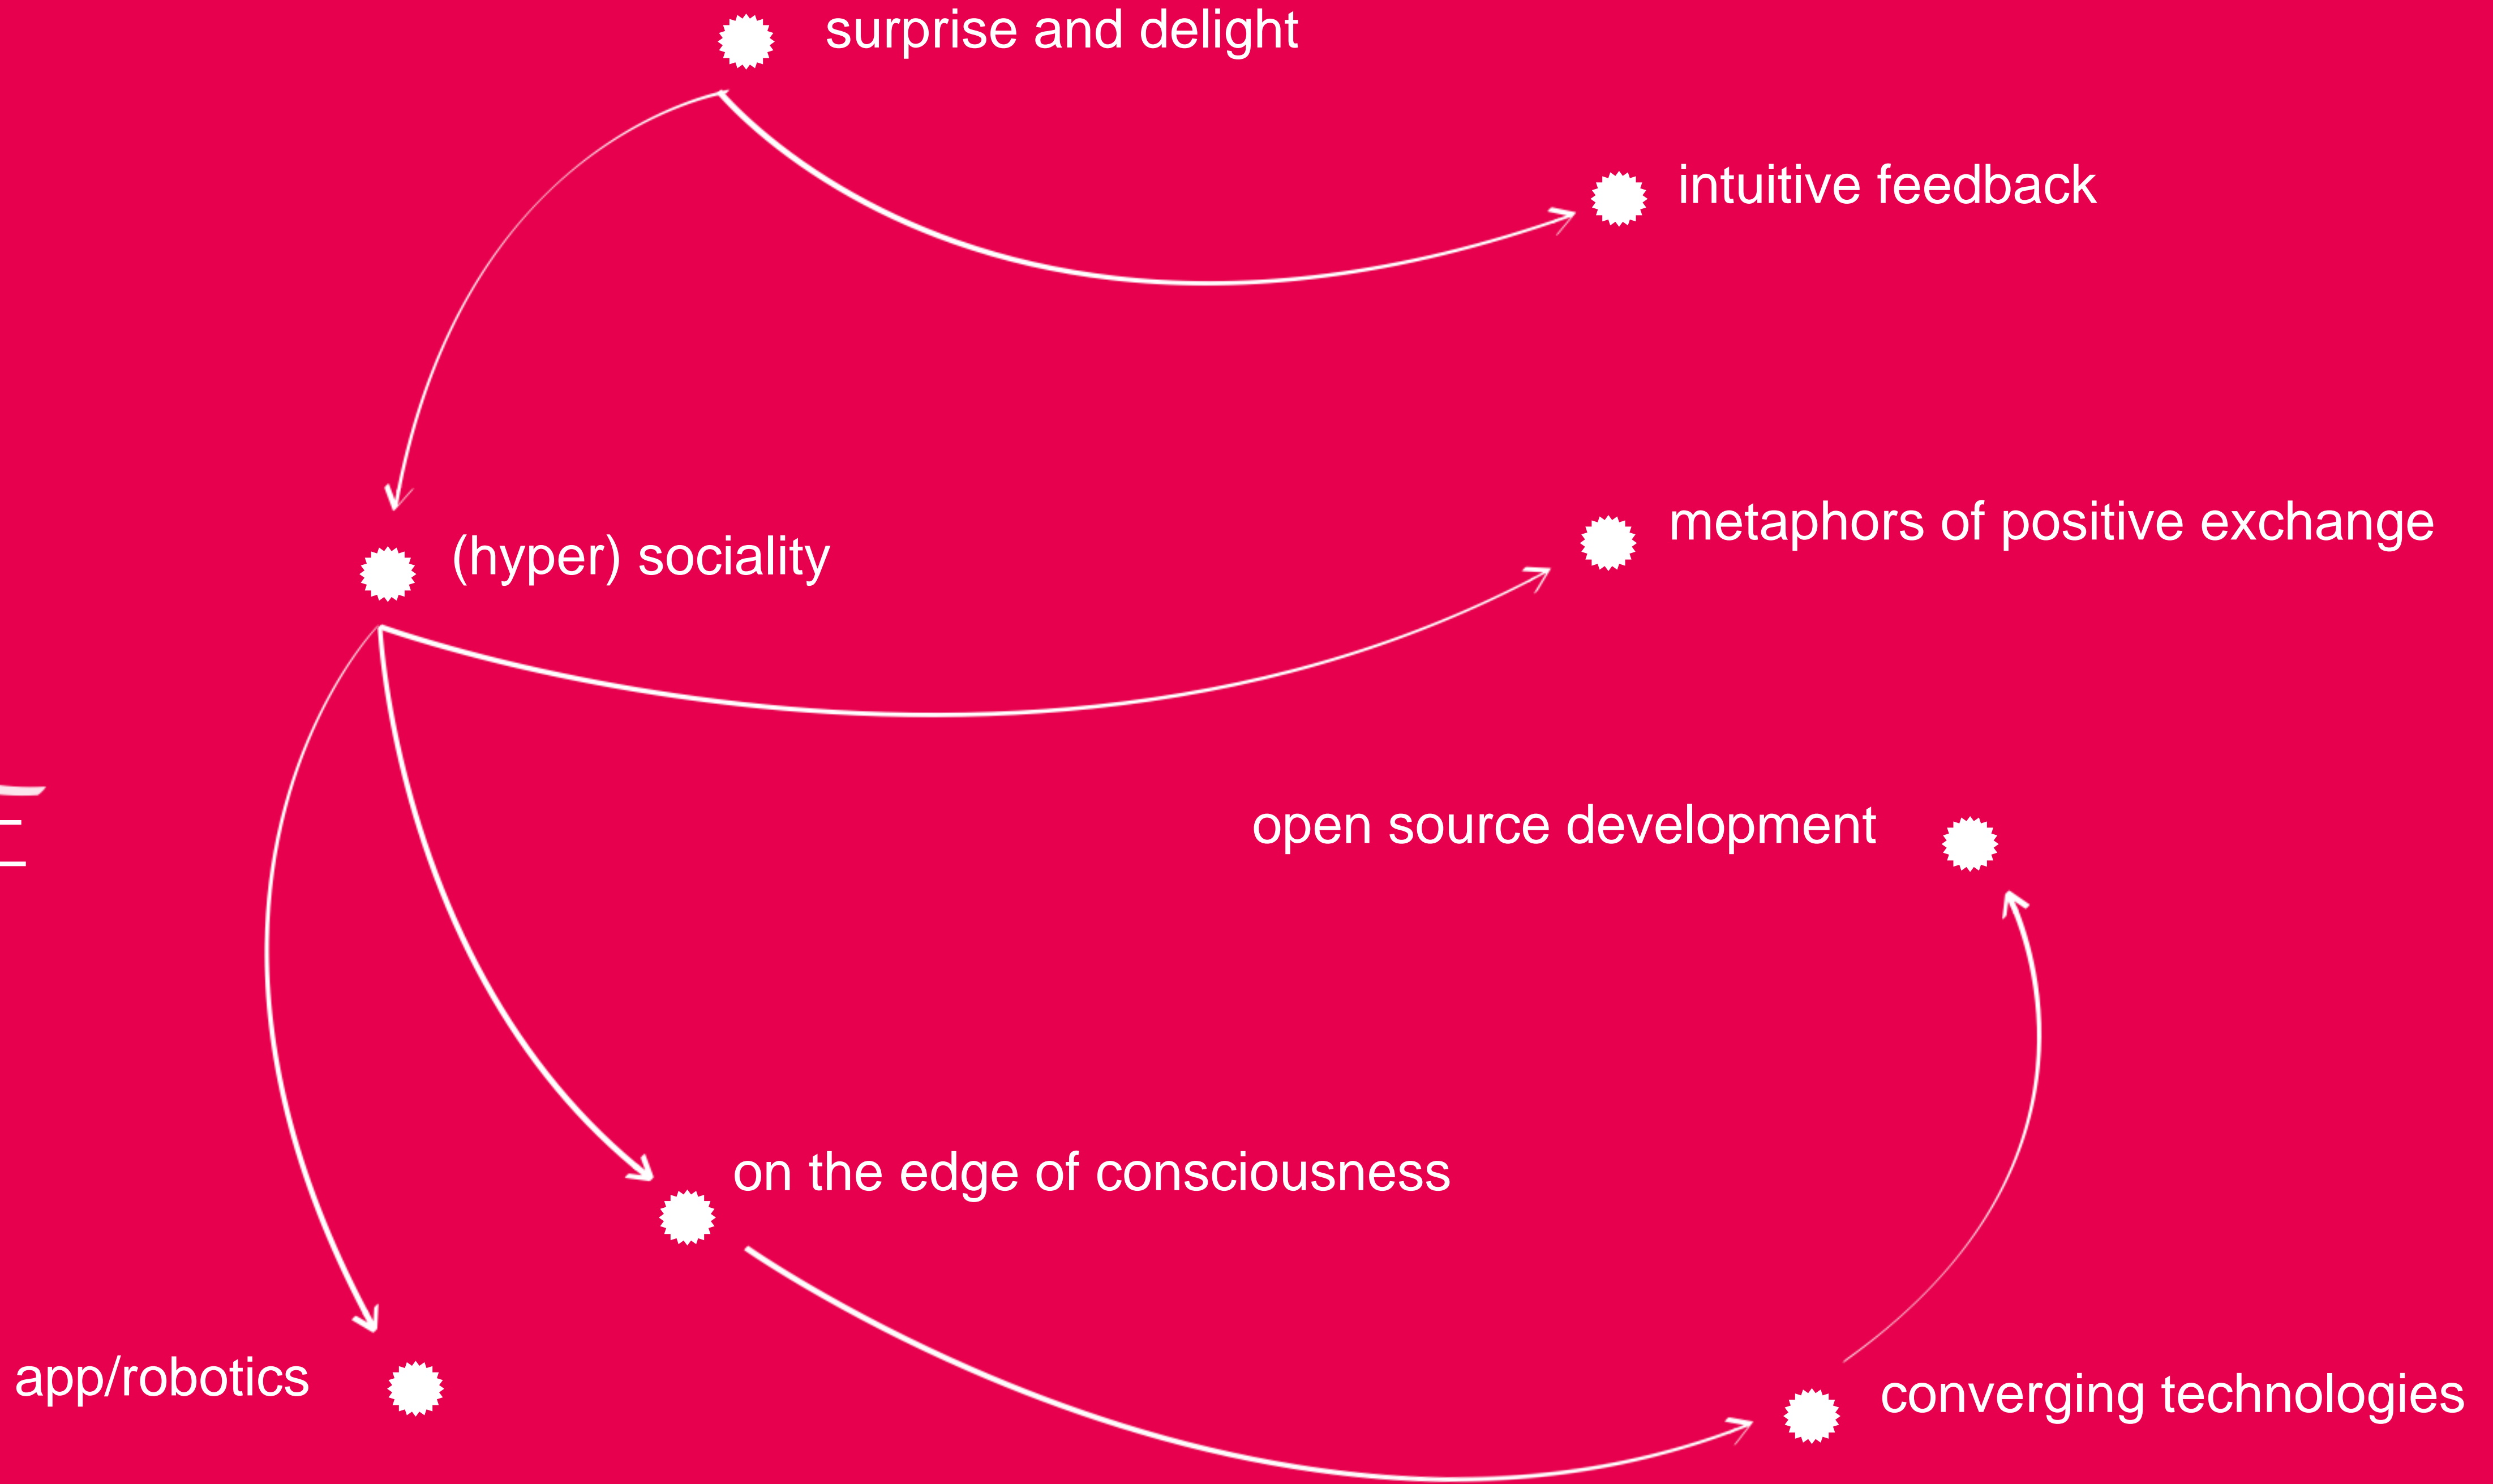 surprise and delight
intuitive feedback
metaphors of positive exchange
(hyper) sociality
open source development
on the edge of consciousness
app/robotics
converging technologies